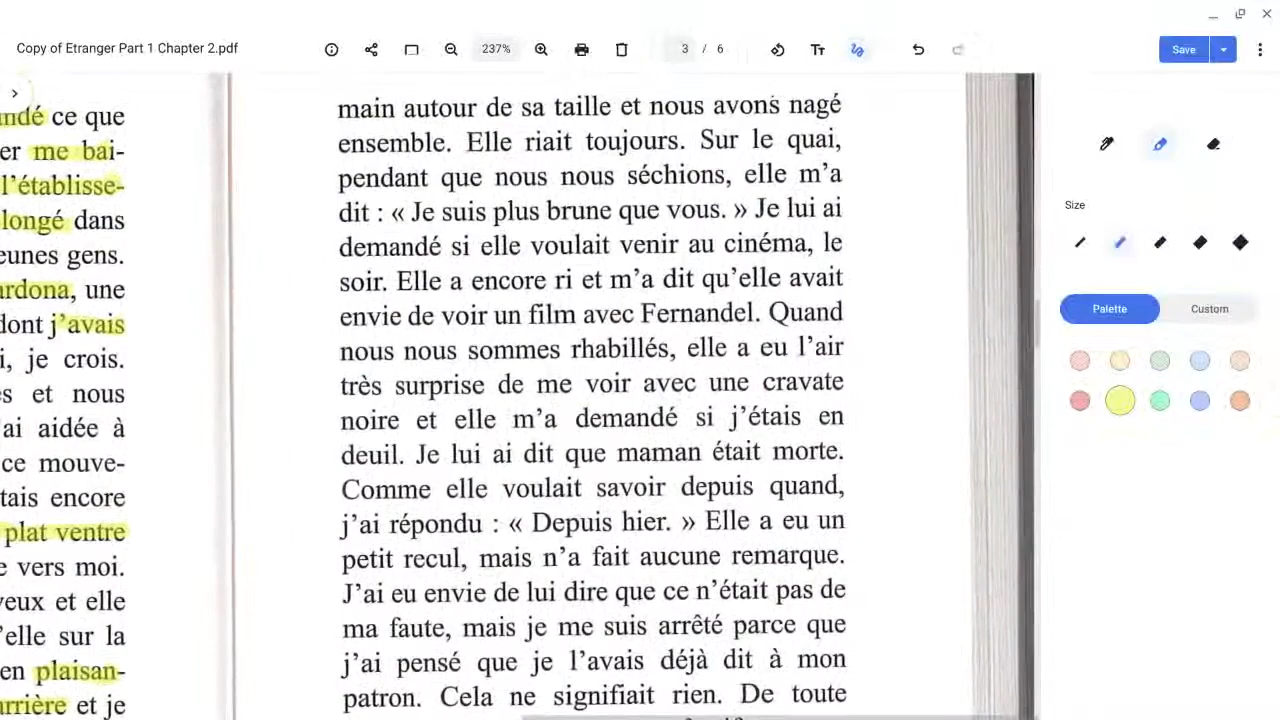 Copy of Etranger Part 1 Chapter 2.pdf
237%
3 / 6
Tт
Save
ndé ce que
er me bai-
l'établisse-
longé dans
eunes gens.
ardona, une
dont j'avais
i, je crois.
s et nous
ai aidée à
ce mouve-
tais encore
plat ventre
e vers moi.
yeux et elle
'elle sur la
en plaisan-
arrière et je
main autour de sa taille et nous avons nagé
ensemble. Elle riait toujours. Sur le quai,
pendant que nous nous séchions, elle m'a
dit : « Je suis plus brune que vous. » Je lui ai
demandé si elle voulait venir au cinéma, le
soir. Elle a encore ri et m'a dit qu'elle avait
envie de voir un film avec Fernandel. Quand
nous nous sommes rhabillés, elle a eu l'air
très surprise de me voir avec une cravate
noire et elle m'a demandé si j'étais en
deuil. Je lui ai dit que maman était morte.
Comme elle voulait savoir depuis quand,
j'ai répondu : « Depuis hier. » Elle a eu un
petit recul, mais n'a fait aucune remarque.
J'ai eu envie de lui dire que ce n'était pas de
ma faute, mais je me suis arrêté parce que
j'ai pensé que je l'avais déjà dit à mon
patron. Cela ne signifiait rien. De toute
Size
Palette
Custom